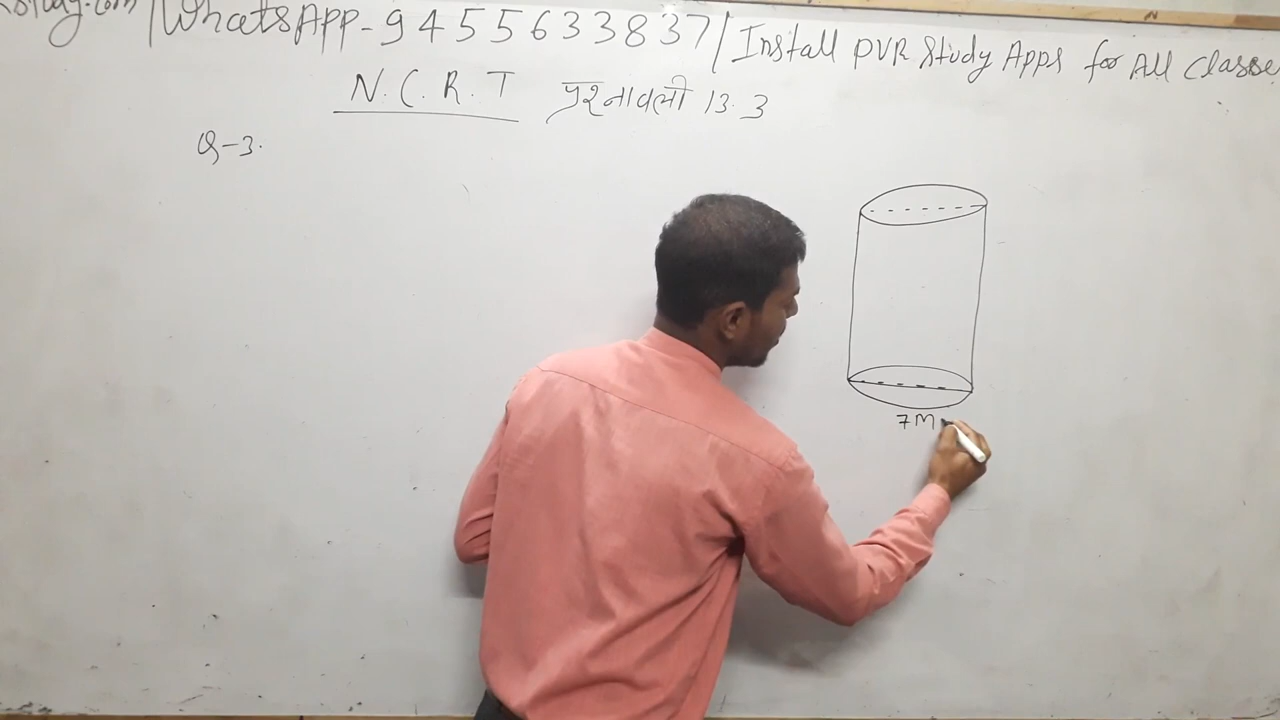 /WhatsApp-9455633837/Install PVR Study Apps for All Classe
N.C.R.T प्रश्नावली 13.3
Q-3.
7M